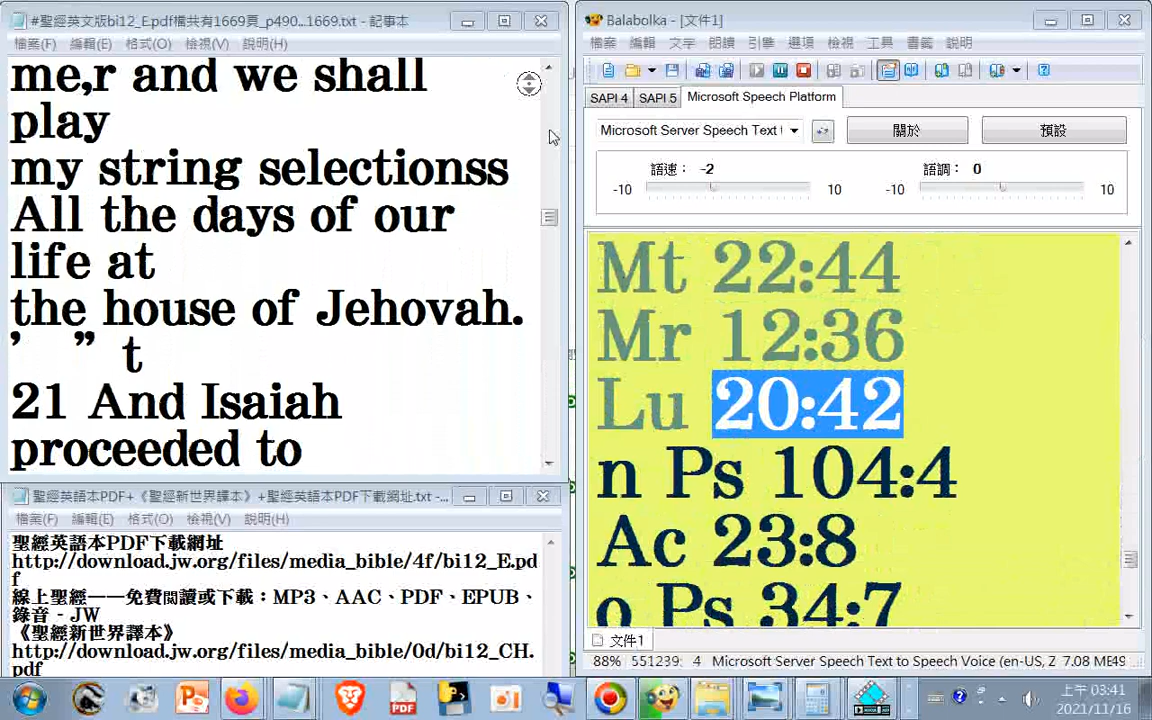 #聖經英文版bi12_E.pdf檔共有1669頁_p490...1669.txt - 記事本
檔案(F) 編輯(E) 格式(O) 檢視(V) 說明(H)
me,r and we shall
play
my string selectionss
All the days of our
life at
the house of Jehovah.
’ ” t
21 And Isaiah
proceeded to
聖經英語本PDF+《聖經新世界譯本》+聖經英語本PDF下載網址.txt -...
檔案(F) 編輯(E) 格式(O) 檢視(V) 說明(H)
聖經英語本PDF下載網址
http://download.jw.org/files/media_bible/4f/bi12_E.pd
f
線上聖經——免費閱讀或下載：MP3、AAC、PDF、EPUB、
錄音 - JW
《聖經新世界譯本》
http://download.jw.org/files/media_bible/0d/bi12_CH.
pdf
Balabolka - [文件1]
檔案 編輯 文字 朗讀 引擎 選項 檢視 工具 書籤 說明
SAPI 4 SAPI 5 Microsoft Speech Platform
Microsoft Server Speech Text 關於 預設
語速： -2 語調： 0
-10 10 -10 10
Mt 22:44
Mr 12:36
Lu 20:42
n Ps 104:4
Ac 23:8
o Ps 34:7
文件1
88% 551239: 4 Microsoft Server Speech Text to Speech Voice (en-US, Z 7.08 ME49
PDF
上午 03:41
2021/11/16